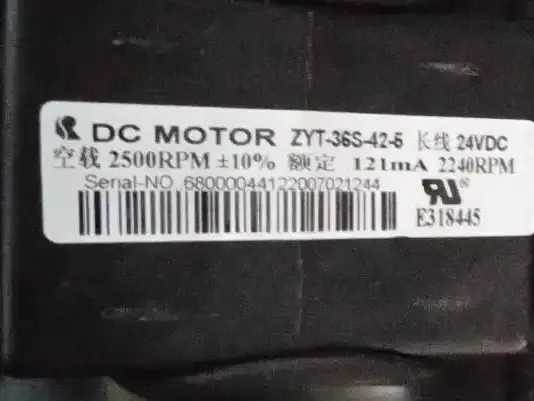 DC MOTOR ZYT-36S-42-5 长线 24VDC
空载 2500RPM ±10% 额定 121mA 2240RPM
Serial-NO. 68000044122007021244
E318445